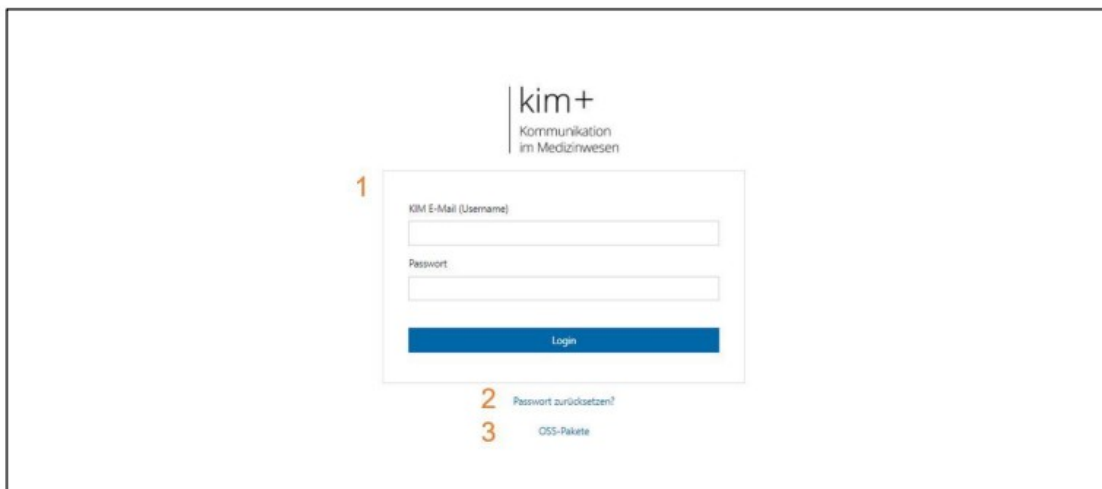 kim+
Kommunikation
im Medizinwesen
1
KIM E-Mail (Username)
Passwort
Login
2 Passwort zurücksetzen?
3 OSS-Pakete